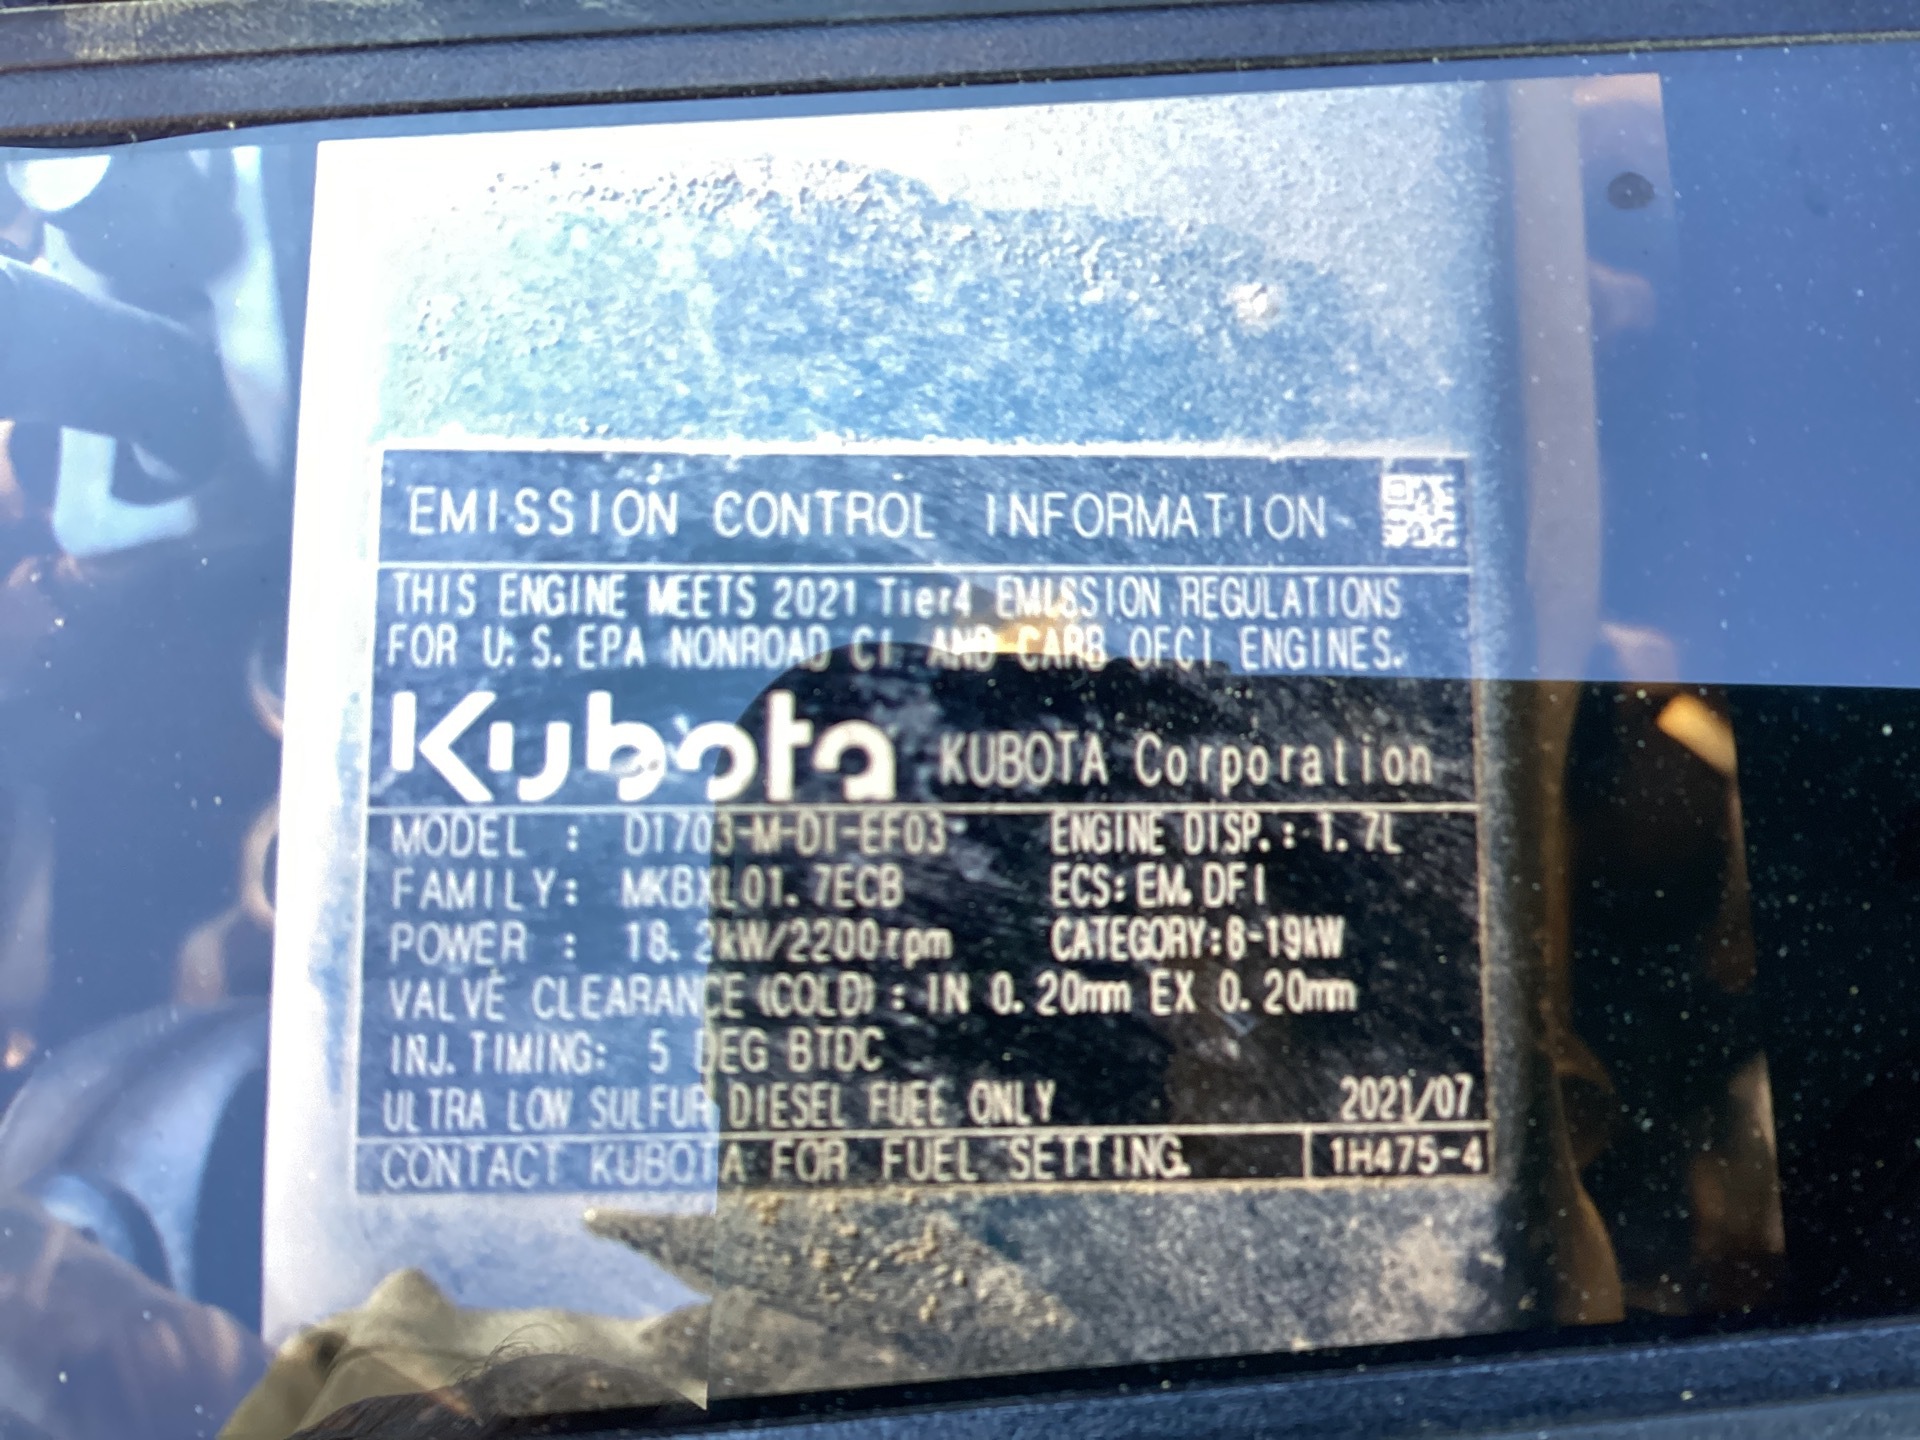 EMISSION CONTROL INFORMATION
THIS ENGINE MEETS 2021 Tier4 EMISSION REGULATIONS
FOR U.S.EPA NONROAD CI AND CARB OFCI ENGINES.
Kubota KUBOTA Corporation
MODEL : D1703-M-DI-EF03 ENGINE DISP.: 1.7L
FAMILY: MKBXL01.7ECB ECS: EM.DFI
POWER : 18.2kW/2200rpm CATEGORY:8-19kW
VALVE CLEARANCE (COLD) : IN 0.20mm EX 0.20mm
INJ.TIMING: 5 DEG BTDC
ULTRA LOW SULFUR DIESEL FUEL ONLY 2021/07
CONTACT KUBOTA FOR FUEL SETTING. 1H475-4